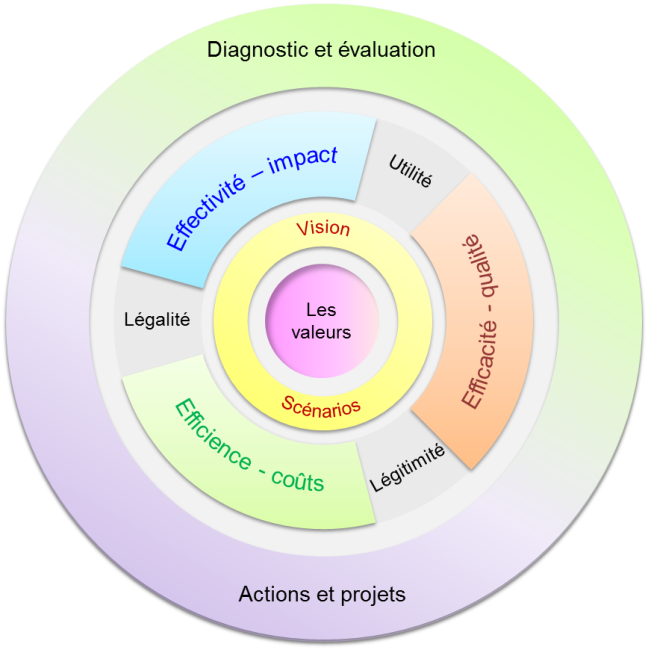 Diagnostic et évaluation
Effectivité – impact
Utilité
Vision
Efficacité - qualité
Les
valeurs
Légalité
Scénarios
Efficience - coûts
Légitimité
Actions et projets